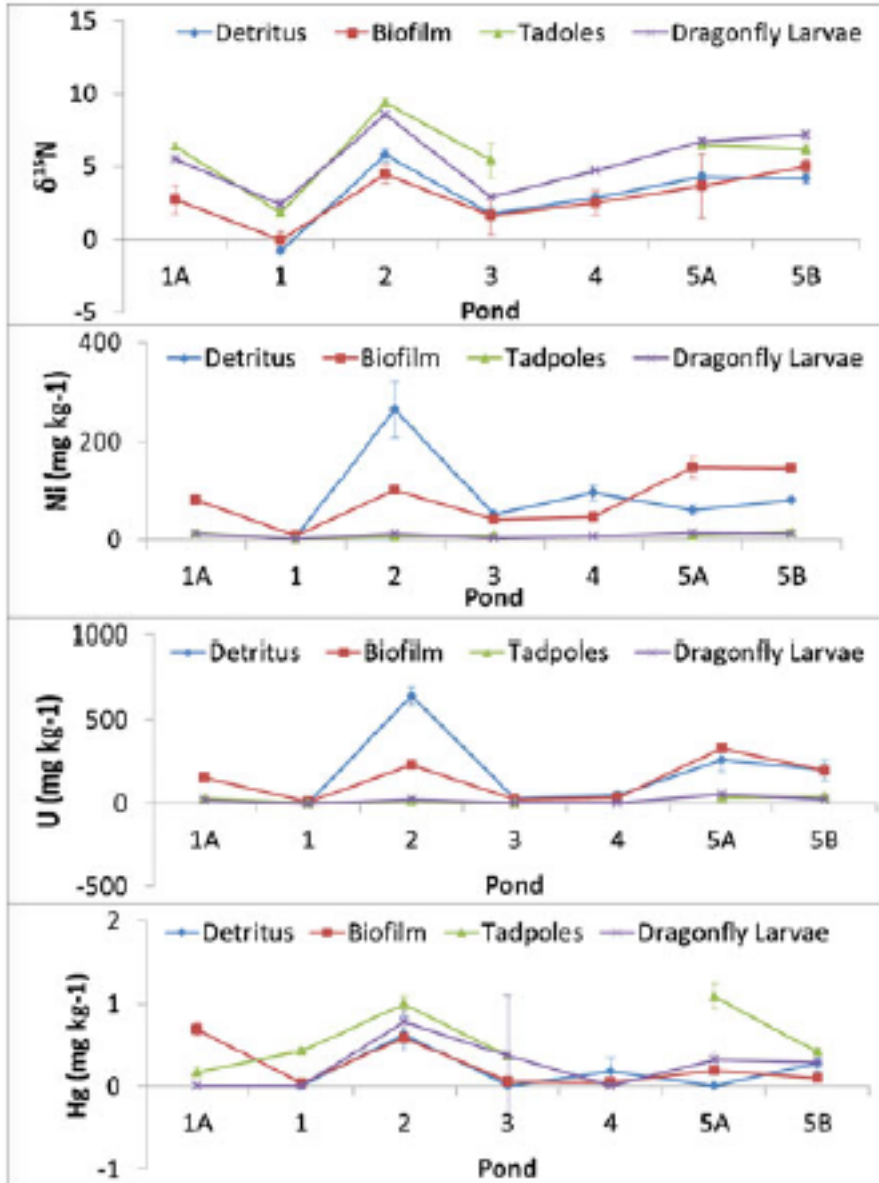 15
Detritus Biofilm Tadoles Dragonfly Larvae
10
δ¹⁵N
5
0
1A 1 2 3 4 5A 5B
-5
Pond
400
Detritus Biofilm Tadpoles Dragonfly Larvae
Ni (mg kg-1)
200
0
1A 1 2 3 4 5A 5B
Pond
1000
Detritus Biofilm Tadpoles Dragonfly Larvae
U (mg kg-1)
500
0
1A 1 2 3 4 5A 5B
-500
Pond
2
Detritus Biofilm Tadpoles Dragonfly Larvae
Hg (mg kg-1)
1
0
1A 1 2 3 4 5A 5B
-1
Pond